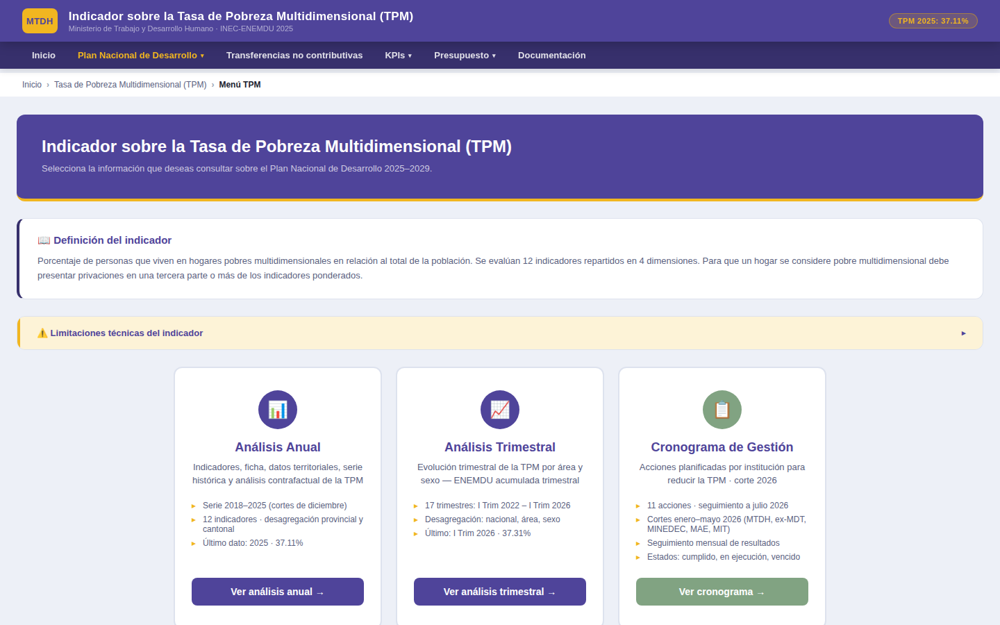 MTDH
Indicador sobre la Tasa de Pobreza Multidimensional (TPM)
Ministerio de Trabajo y Desarrollo Humano · INEC-ENEMDU 2025
TPM 2025: 37.11%
Inicio
Plan Nacional de Desarrollo ▾
Transferencias no contributivas
KPIs ▾
Presupuesto ▾
Documentación
Inicio › Tasa de Pobreza Multidimensional (TPM) › Menú TPM
Indicador sobre la Tasa de Pobreza Multidimensional (TPM)
Selecciona la información que deseas consultar sobre el Plan Nacional de Desarrollo 2025–2029.
📖 Definición del indicador
Porcentaje de personas que viven en hogares pobres multidimensionales en relación al total de la población. Se evalúan 12 indicadores repartidos en 4 dimensiones. Para que un hogar se considere pobre multidimensional debe
presentar privaciones en una tercera parte o más de los indicadores ponderados.
⚠️ Limitaciones técnicas del indicador ▸
Análisis Anual
Indicadores, ficha, datos territoriales, serie
histórica y análisis contrafactual de la TPM
▸ Serie 2018–2025 (cortes de diciembre)
▸ 12 indicadores · desagregación provincial y
cantonal
▸ Último dato: 2025 · 37.11%
Ver análisis anual →
Análisis Trimestral
Evolución trimestral de la TPM por área y
sexo — ENEMDU acumulada trimestral
▸ 17 trimestres: I Trim 2022 – I Trim 2026
▸ Desagregación: nacional, área, sexo
▸ Último: I Trim 2026 · 37.31%
Ver análisis trimestral →
Cronograma de Gestión
Acciones planificadas por institución para
reducir la TPM · corte 2026
▸ 11 acciones · seguimiento a julio 2026
▸ Cortes enero–mayo 2026 (MTDH, ex-MDT,
MINEDEC, MAE, MIT)
▸ Seguimiento mensual de resultados
▸ Estados: cumplido, en ejecución, vencido
Ver cronograma →